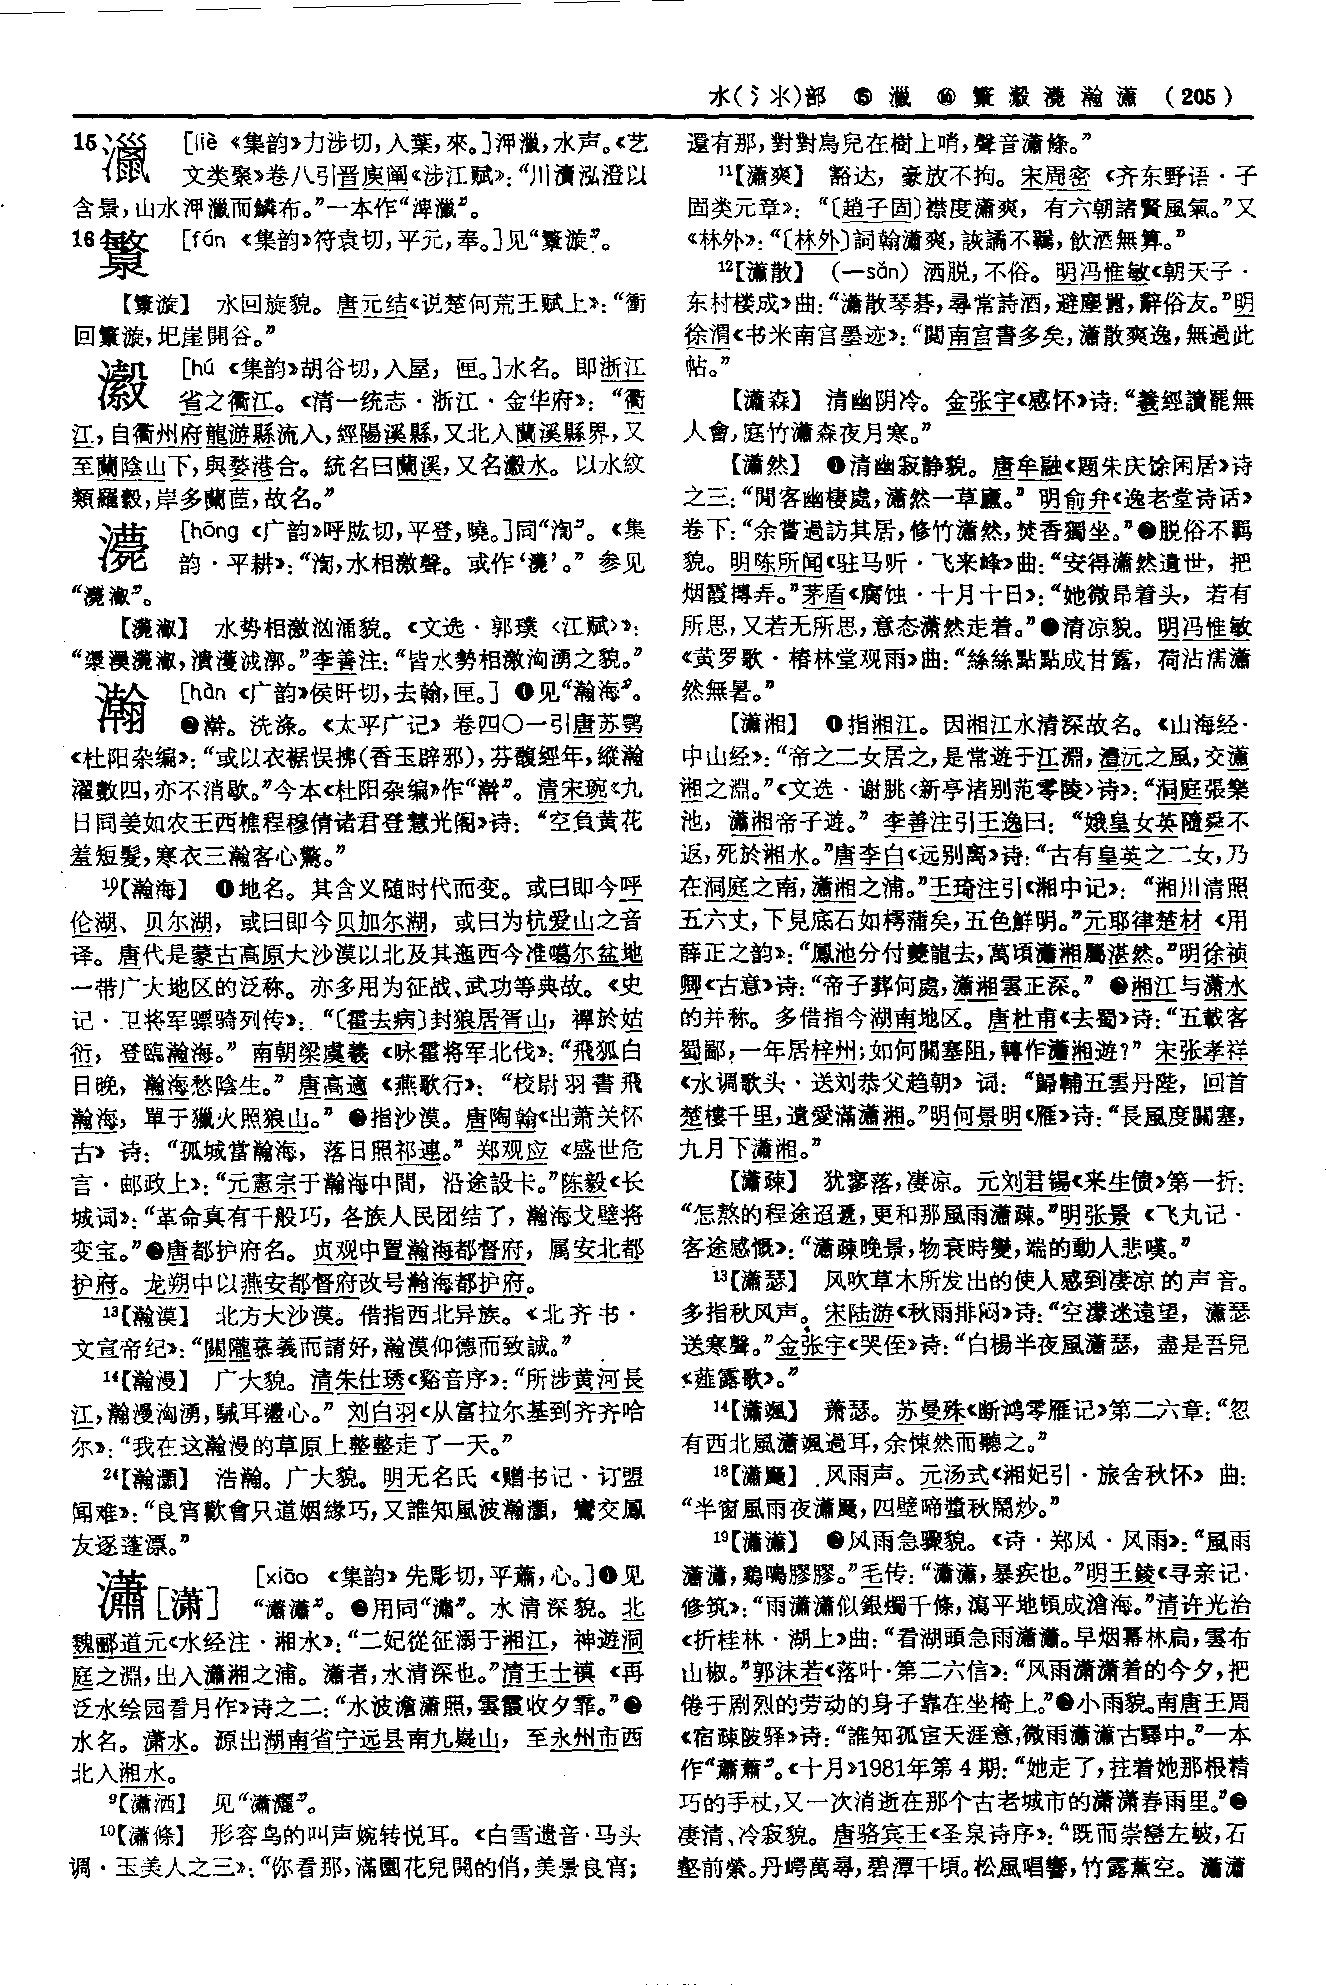 水(氵氺)部 ⑮ 㶕 ⑯ 瀿 瀫 瀇 瀚 瀟 (205)
15 [liè 《集韵》力涉切,入葉,來。]渖㶕,水声。《艺
文类聚》卷八引晋庾阐《涉江赋》:“川瀆泓澄以
含景,山水㶕而鱗布。”一本作“㶕”。
16瀿 [fán 《集韵》符袁切,平元,奉。]见“瀿漩”。
【瀿漩】 水回旋貌。唐元结《说楚何荒王赋上》:“衝
回瀿漩,圮崖開谷。”
瀫 [hú 《集韵》胡谷切,入屋,匣。]水名。即浙江
省之衢江。《清一统志·浙江·金华府》:“衢
江,自衢州府龍游縣流入,經陽溪縣,又北入蘭溪縣界,又
至蘭陰山下,與婺港合。統名曰蘭溪,又名瀫水。以水紋
類羅縠,岸多蘭茝,故名。”
[hōng 《广韵》呼肱切,平登,曉。]同“渹”。《集
韵·平耕》:“渹,水相激聲。或作‘’。”参见
“”。
【】 水势相激汹涌貌。《文选·郭璞〈江赋〉》:
“,潰濩泧漷。”李善注:“皆水勢相激洶湧之貌。”
瀚 [hàn 《广韵》侯旰切,去翰,匣。] ❶见“瀚海”。
❷澣。洗涤。《太平广记》卷四〇一引唐苏鹗
《杜阳杂编》:“或以衣裾悮拂(香玉辟邪),芬馥經年,縱瀚
濯數四,亦不消歇。”今本《杜阳杂编》作“澣”。清宋琬《九
日同姜如农王西樵程穆倩诸君登慧光阁》诗:“空負黄花
羞短髮,寒衣三瀚客心驚。”
10【瀚海】 ❶地名。其含义随时代而变。或曰即今呼
伦湖、贝尔湖,或曰即今贝加尔湖,或曰为杭爱山之音
译。唐代是蒙古高原大沙漠以北及其迤西今准噶尔盆地
一带广大地区的泛称。亦多用为征战、武功等典故。《史
记·卫将军骠骑列传》:“〔霍去病〕封狼居胥山,禪於姑
衍,登臨瀚海。”南朝梁虞羲《咏霍将军北伐》:“飛狐白
日晚,瀚海愁陰生。”唐高適《燕歌行》:“校尉羽書飛
瀚海,單于獵火照狼山。”❷指沙漠。唐陶翰《出萧关怀
古》诗:“孤城當瀚海,落日照祁連。”郑观应《盛世危
言·邮政上》:“元憲宗于瀚海中間,沿途設卡。”陈毅《长
城词》:“革命真有千般巧,各族人民团结了,瀚海戈壁将
变宝。”❸唐都护府名。贞观中置瀚海都督府,属安北都
护府。龙朔中以燕安都督府改号瀚海都护府。
13【瀚漠】 北方大沙漠。借指西北异族。《北齐书·
文宣帝纪》:“關隴慕義而請好,瀚漠仰德而致誠。”
14【瀚漫】 广大貌。清朱仕琇《谿音序》:“所涉黄河長
江,瀚漫洶湧,駴耳盪心。”刘白羽《从富拉尔基到齐齐哈
尔》:“我在这瀚漫的草原上整整走了一天。”
24【瀚灝】 浩瀚。广大貌。明无名氏《赠书记·订盟
闻难》:“良宵歡會只道姻緣巧,又誰知風波瀚灝,鸞交鳳
友逐蓬漂。”
瀟[潇] [xiāo 《集韵》先彫切,平蕭,心。]❶见
“瀟瀟”。❷用同“潚”。水清深貌。北
魏郦道元《水经注·湘水》:“二妃從征溺于湘江,神遊洞
庭之淵,出入瀟湘之浦。瀟者,水清深也。”清王士禛《再
泛水绘园看月作》诗之二:“水波澹瀟照,雲霞收夕霏。”❸
水名。潇水。源出湖南省宁远县南九嶷山,至永州市西
北入湘水。
9【瀟洒】 见“瀟灑”。
10【瀟條】 形容鸟的叫声婉转悦耳。《白雪遗音·马头
调·玉美人之三》:“你看那,滿園花兒開的俏,美景良宵;
還有那,對對鳥兒在樹上哨,聲音瀟條。”
11【瀟爽】 豁达,豪放不拘。宋周密《齐东野语·子
固类元章》:“〔趙子固〕襟度瀟爽,有六朝諸賢風氣。”又
《林外》:“〔林外〕詞翰瀟爽,詼譎不羈,飲酒無算。”
12【瀟散】 (—sǎn) 洒脱,不俗。明冯惟敏《朝天子·
东村楼成》曲:“瀟散琴棊,尋常詩酒,避塵囂,辭俗友。”明
徐渭《书米南宫墨迹》:“閲南宫書多矣,瀟散爽逸,無過此
帖。”
【瀟森】 清幽阴冷。金张宇《感怀》诗:“羲經讀罷無
人會,庭竹瀟森夜月寒。”
【瀟然】 ❶清幽寂静貌。唐牟融《题朱庆馀闲居》诗
之三:“閒客幽棲處,瀟然一草廬。”明俞弁《逸老堂诗话》
卷下:“余嘗過訪其居,修竹瀟然,焚香獨坐。”❷脱俗不羁
貌。明陈所闻《驻马听·飞来峰》曲:“安得瀟然遺世,把
烟霞摶弄。”茅盾《腐蚀·十月十日》:“她微昂着头,若有
所思,又若无所思,意态潇然走着。”❸清凉貌。明冯惟敏
《黄罗歌·椿林堂观雨》曲:“絲絲點點成甘露,荷沾濡瀟
然無暑。”
【瀟湘】 ❶指湘江。因湘江水清深故名。《山海经·
中山经》:“帝之二女居之,是常遊于江淵,澧沅之風,交瀟
湘之淵。”《文选·谢朓〈新亭渚别范零陵〉诗》:“洞庭張樂
池,瀟湘帝子遊。”李善注引王逸曰:“娥皇女英隨舜不
返,死於湘水。”唐李白《远别离》诗:“古有皇英之二女,乃
在洞庭之南,瀟湘之浦。”王琦注引《湘中记》:“湘川清照
五六丈,下見底石如樗蒲矣,五色鮮明。”元耶律楚材《用
薛正之韵》:“鳳池分付夔龍去,萬頃瀟湘屬湛然。”明徐祯
卿《古意》诗:“帝子葬何處,瀟湘雲正深。”❷湘江与潇水
的并称。多借指今湖南地区。唐杜甫《去蜀》诗:“五載客
蜀鄙,一年居梓州;如何關塞阻,轉作瀟湘遊?”宋张孝祥
《水调歌头·送刘恭父趋朝》词:“歸輔五雲丹陛,回首
楚樓千里,遺愛滿瀟湘。”明何景明《雁》诗:“長風度關塞,
九月下瀟湘。”
【瀟疎】 犹寥落,凄凉。元刘君锡《来生债》第一折:
“怎熬的程途迢遞,更和那風雨瀟疎。”明张景《飞丸记·
客途感慨》:“瀟疎晚景,物衰時變,端的動人悲嘆。”
13【瀟瑟】 风吹草木所发出的使人感到凄凉的声音。
多指秋风声。宋陆游《秋雨排闷》诗:“空濛迷遠望,瀟瑟
送寒聲。”金张宇《哭侄》诗:“白楊半夜風瀟瑟,盡是吾兒
《薤露歌》。”
14【瀟颯】 萧瑟。苏曼殊《断鸿零雁记》第二六章:“忽
有西北風瀟颯過耳,余悚然而聽之。”
18【瀟飋】 风雨声。元汤式《湘妃引·旅舍秋怀》曲:
“半窗風雨夜瀟飋,四壁啼螿秋鬧炒。”
19【瀟瀟】 ❶风雨急骤貌。《诗·郑风·风雨》:“風雨
瀟瀟,鷄鳴膠膠。”毛传:“瀟瀟,暴疾也。”明王錂《寻亲记·
修筑》:“雨瀟瀟似銀燭千條,瀉平地頓成滄海。”清许光治
《折桂林·湖上》曲:“看湖頭急雨瀟瀟。早烟冪林扃,雲布
山椒。”郭沫若《落叶·第二六信》:“风雨潇潇着的今夕,把
倦于剧烈的劳动的身子靠在坐椅上。”❷小雨貌。南唐王周
《宿疎陂驿》诗:“誰知孤宦天涯意,微雨瀟瀟古驛中。”一本
作“蕭蕭”。《十月》1981年第4期:“她走了,拄着她那根精
巧的手杖,又一次消逝在那个古老城市的潇潇春雨里。”❸
凄清、冷寂貌。唐骆宾王《圣泉诗序》:“既而崇巒左岥,石
壑前縈。丹崿萬尋,碧潭千頃。松風唱響,竹露薰空。瀟瀟